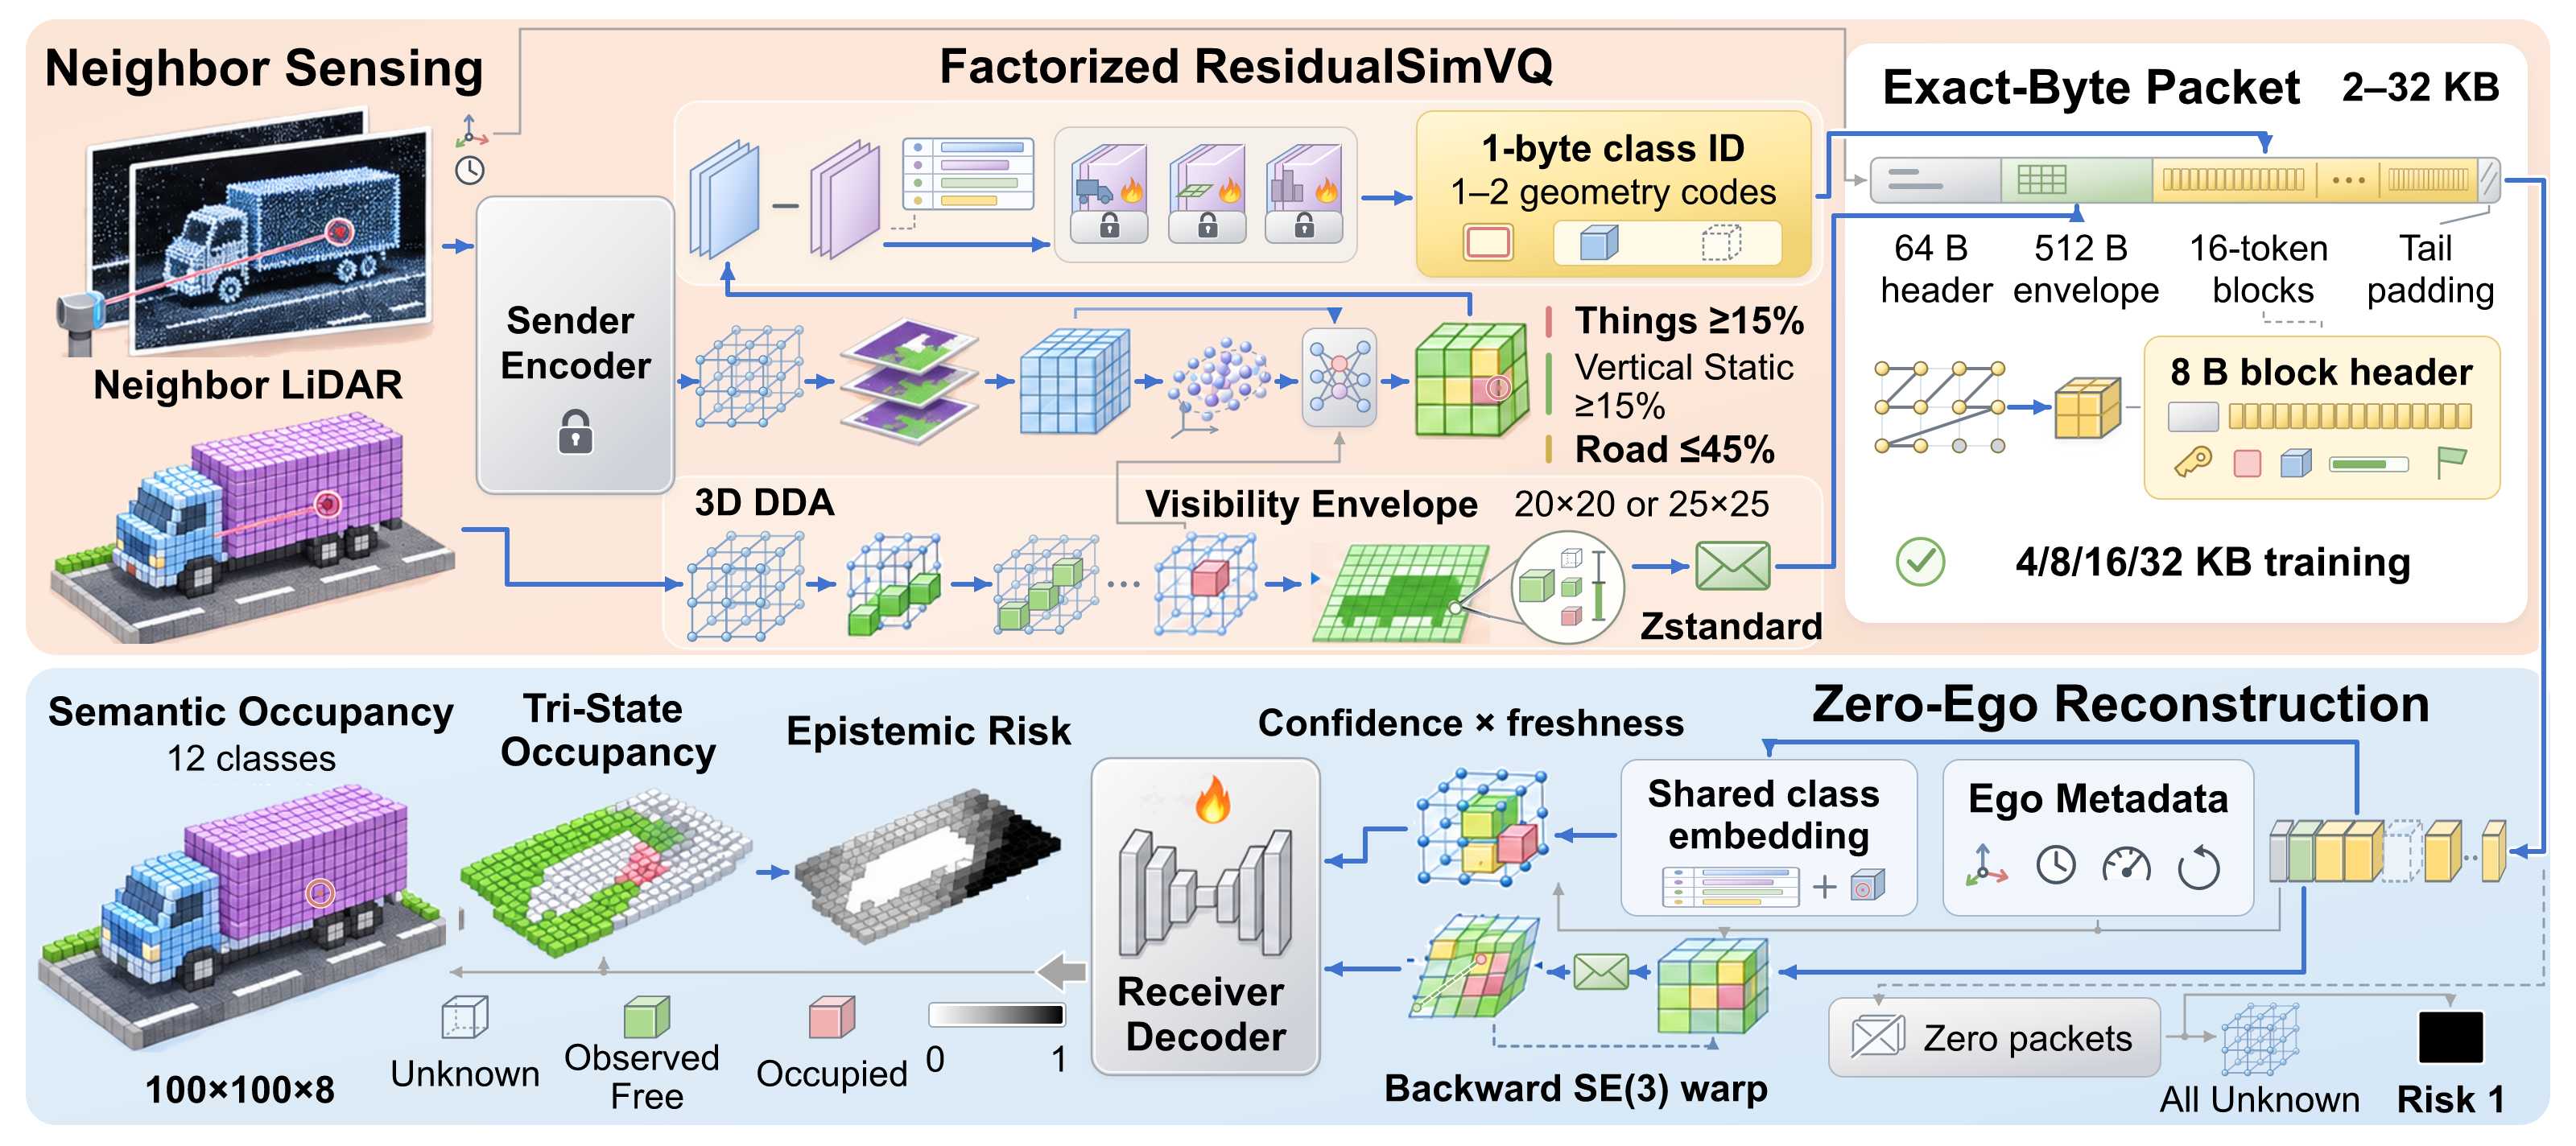 Neighbor Sensing
Neighbor LiDAR
Sender
Encoder
Factorized ResidualSimVQ
1-byte class ID
1–2 geometry codes
Things ≥15%
Vertical Static
≥15%
Road ≤45%
3D DDA
Visibility Envelope
20×20 or 25×25
Zstandard
Exact-Byte Packet
2–32 KB
64 B
header
512 B
envelope
16-token
blocks
Tail
padding
8 B block header
4/8/16/32 KB training
Semantic Occupancy
12 classes
100×100×8
Tri-State
Occupancy
Epistemic Risk
Unknown
Observed
Free
Occupied
0
1
Receiver
Decoder
Confidence × freshness
Backward SE(3) warp
Zero-Ego Reconstruction
Shared class
embedding
Ego Metadata
Zero packets
All Unknown
Risk 1